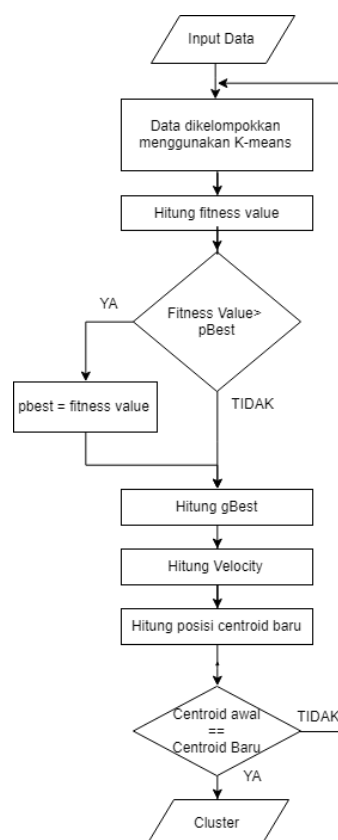 Input Data
Data dikelompokkan
menggunakan K-means
Hitung fitness value
YA
Fitness Value>
pBest
pbest = fitness value
TIDAK
Hitung gBest
Hitung Velocity
Hitung posisi centroid baru
Centroid awal
==
Centroid Baru
TIDAK
YA
Cluster